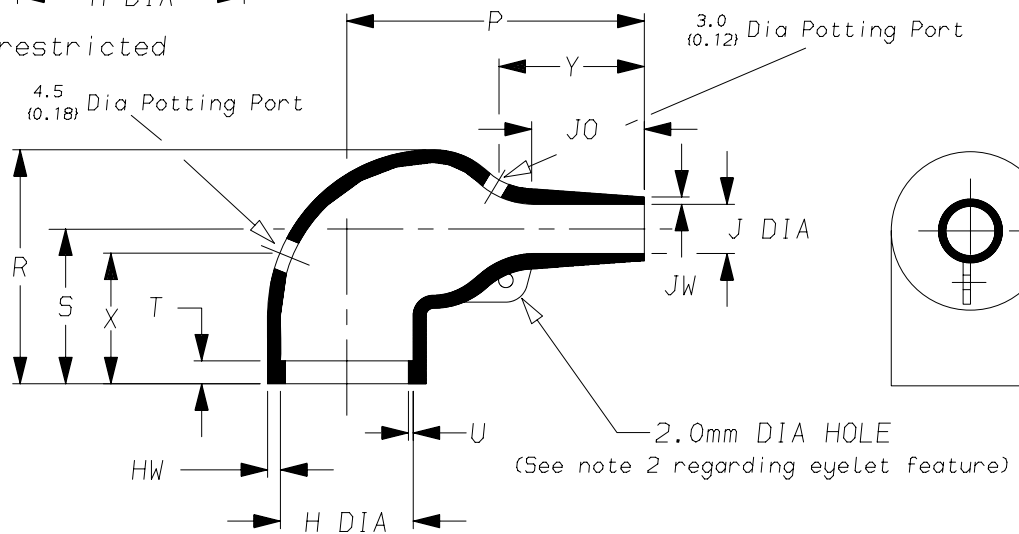 H DIA
restricted
P
3.0
{0.12} Dia Potting Port
Y
4.5
{0.18} Dia Potting Port
JO
R
S
X
T
J DIA
JW
HW
U
2.0mm DIA HOLE
(See note 2 regarding eyelet feature)
H DIA